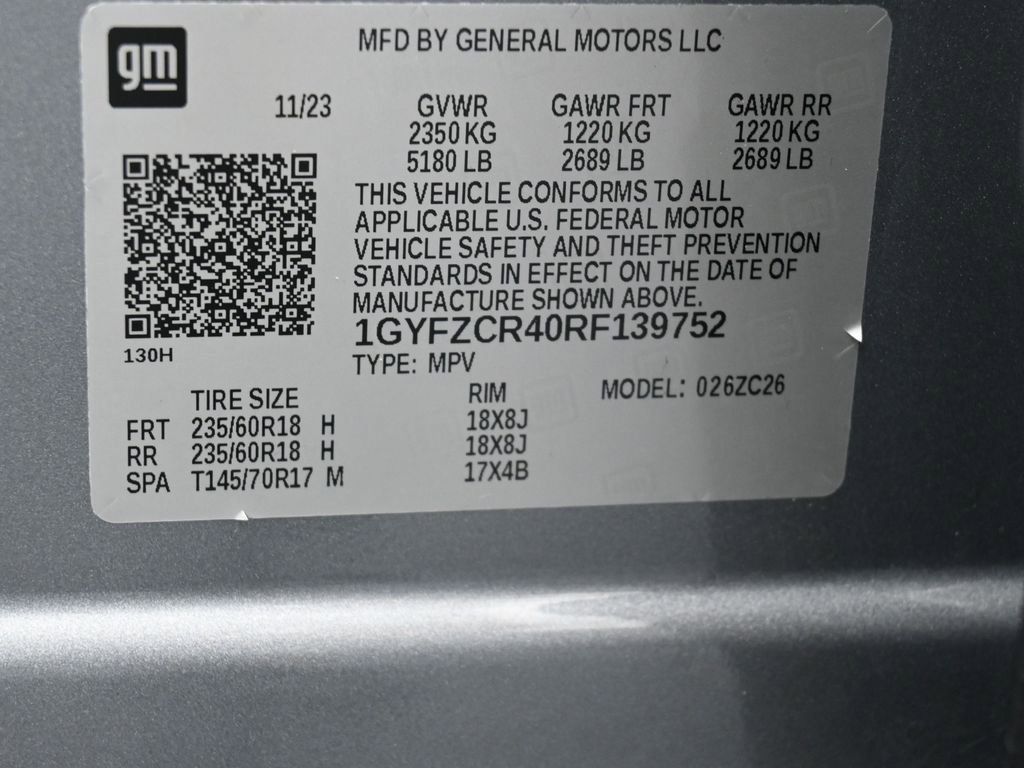 gm
MFD BY GENERAL MOTORS LLC
11/23 GVWR GAWR FRT GAWR RR
2350 KG 1220 KG 1220 KG
5180 LB 2689 LB 2689 LB
THIS VEHICLE CONFORMS TO ALL
APPLICABLE U.S. FEDERAL MOTOR
VEHICLE SAFETY AND THEFT PREVENTION
STANDARDS IN EFFECT ON THE DATE OF
MANUFACTURE SHOWN ABOVE.
1GYFZCR40RF139752
130H
TYPE: MPV
TIRE SIZE RIM MODEL: 026ZC26
FRT 235/60R18 H 18X8J
RR 235/60R18 H 18X8J
SPA T145/70R17 M 17X4B